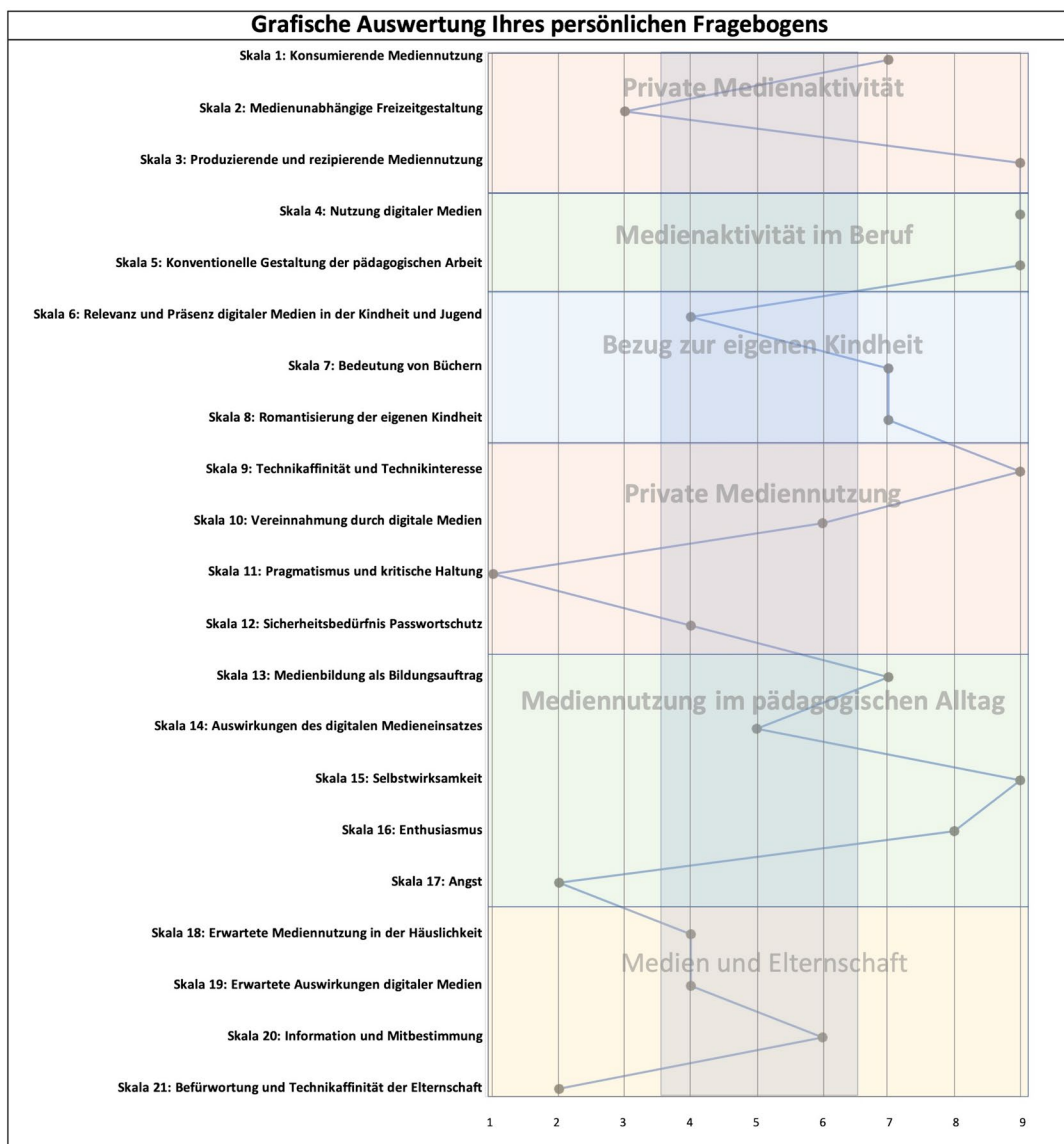 Grafische Auswertung Ihres persönlichen Fragebogens
Skala 1: Konsumierende Mediennutzung
Private Medienaktivität
Skala 2: Medienunabhängige Freizeitgestaltung
Skala 3: Produzierende und rezipierende Mediennutzung
Skala 4: Nutzung digitaler Medien
Medienaktivität im Beruf
Skala 5: Konventionelle Gestaltung der pädagogischen Arbeit
Skala 6: Relevanz und Präsenz digitaler Medien in der Kindheit und Jugend
Bezug zur eigenen Kindheit
Skala 7: Bedeutung von Büchern
Skala 8: Romantisierung der eigenen Kindheit
Skala 9: Technikaffinität und Technikinteresse
Private Mediennutzung
Skala 10: Vereinnahmung durch digitale Medien
Skala 11: Pragmatismus und kritische Haltung
Skala 12: Sicherheitsbedürfnis Passwortschutz
Skala 13: Medienbildung als Bildungsauftrag
Mediennutzung im pädagogischen Alltag
Skala 14: Auswirkungen des digitalen Medieneinsatzes
Skala 15: Selbstwirksamkeit
Skala 16: Enthusiasmus
Skala 17: Angst
Skala 18: Erwartete Mediennutzung in der Häuslichkeit
Medien und Elternschaft
Skala 19: Erwartete Auswirkungen digitaler Medien
Skala 20: Information und Mitbestimmung
Skala 21: Befürwortung und Technikaffinität der Elternschaft
1 2 3 4 5 6 7 8 9